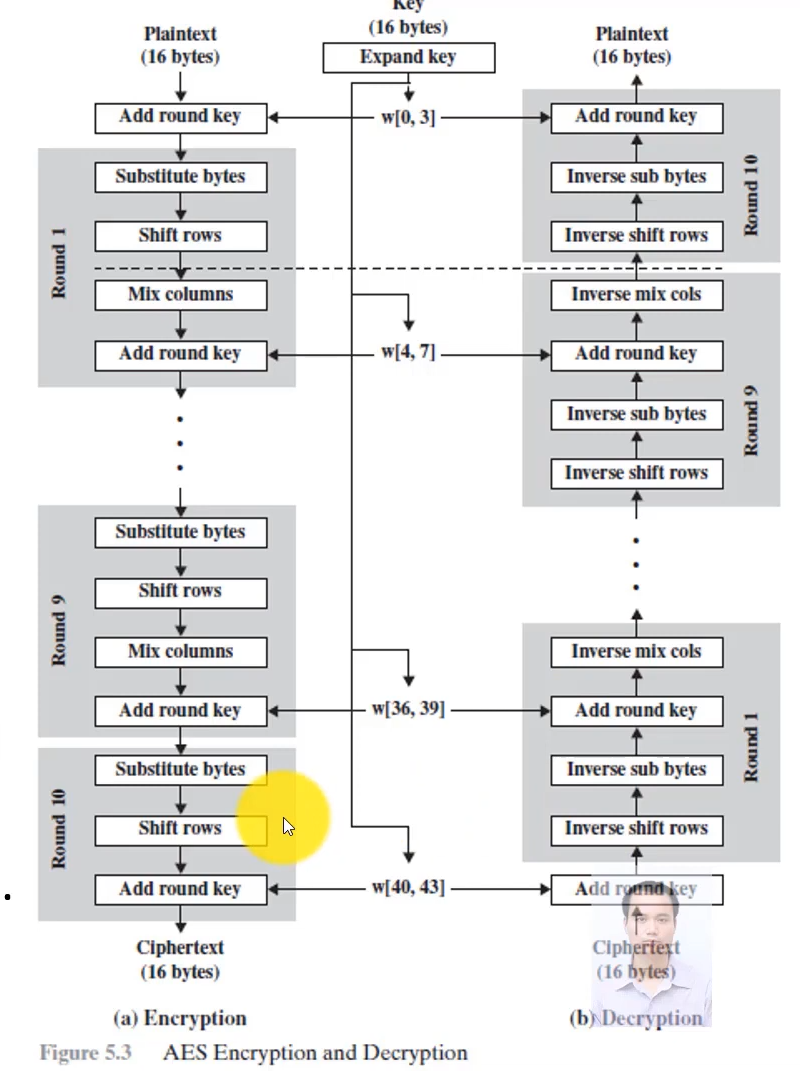 Key
(16 bytes)
Expand key
Plaintext
(16 bytes)
Add round key
Round 1
Substitute bytes
Shift rows
Mix columns
Add round key
Round 9
Substitute bytes
Shift rows
Mix columns
Add round key
Round 10
Substitute bytes
Shift rows
Add round key
Ciphertext
(16 bytes)
(a) Encryption
w[0, 3]
w[4, 7]
w[36, 39]
w[40, 43]
Plaintext
(16 bytes)
Add round key
Inverse sub bytes
Inverse shift rows
Round 10
Inverse mix cols
Add round key
Inverse sub bytes
Inverse shift rows
Round 9
Inverse mix cols
Add round key
Inverse sub bytes
Inverse shift rows
Round 1
Add round key
Ciphertext
(16 bytes)
(b) Decryption
Figure 5.3 AES Encryption and Decryption